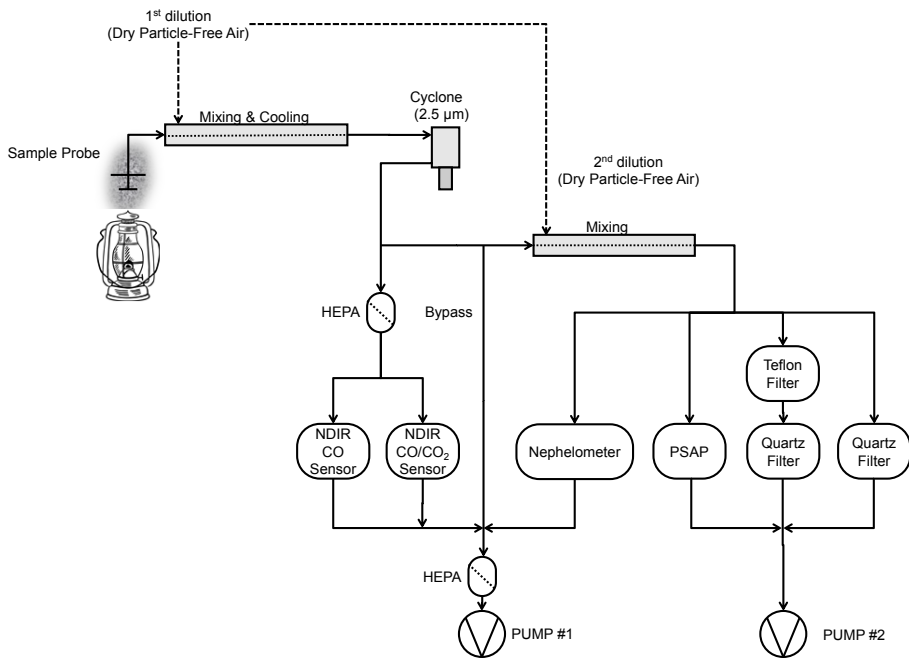 1st dilution
(Dry Particle-Free Air)
Mixing & Cooling
Cyclone
(2.5 µm)
Sample Probe
2nd dilution
(Dry Particle-Free Air)
Mixing
HEPA
Bypass
Teflon
Filter
NDIR
CO
Sensor
NDIR
CO/CO2
Sensor
Nephelometer
PSAP
Quartz
Filter
Quartz
Filter
HEPA
PUMP #1
PUMP #2